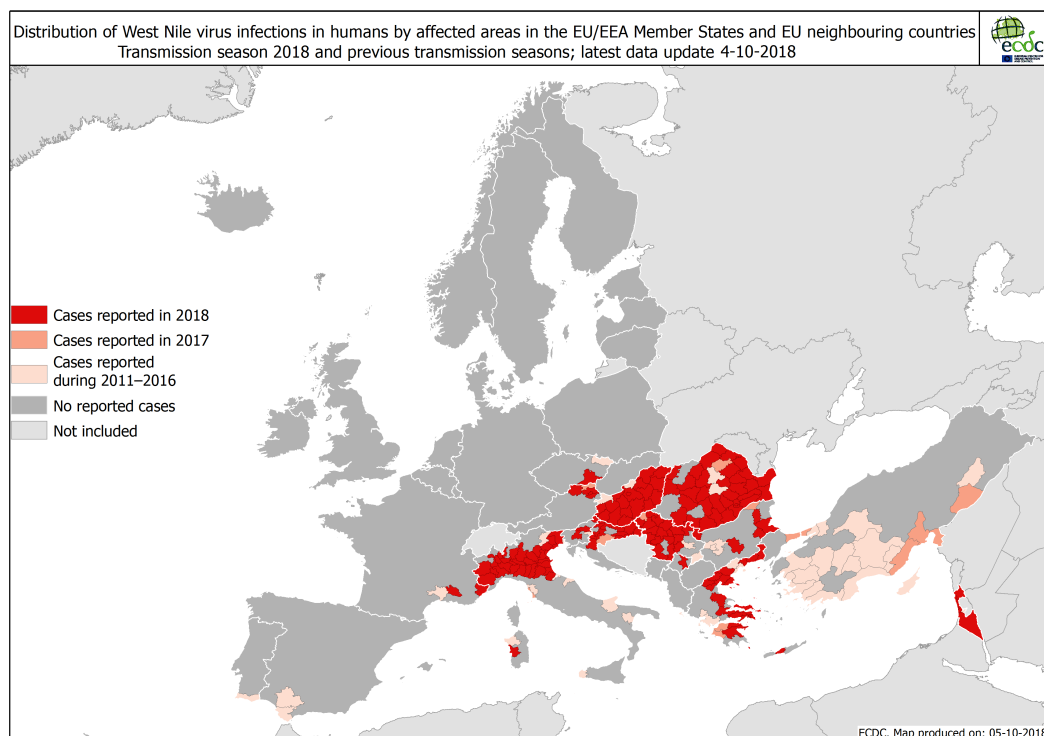 Distribution of West Nile virus infections in humans by affected areas in the EU/EEA Member States and EU neighbouring countries
Transmission season 2018 and previous transmission seasons; latest data update 4-10-2018
ecdc
Cases reported in 2018
Cases reported in 2017
Cases reported
during 2011–2016
No reported cases
Not included
ECDC. Map produced on: 05-10-2018